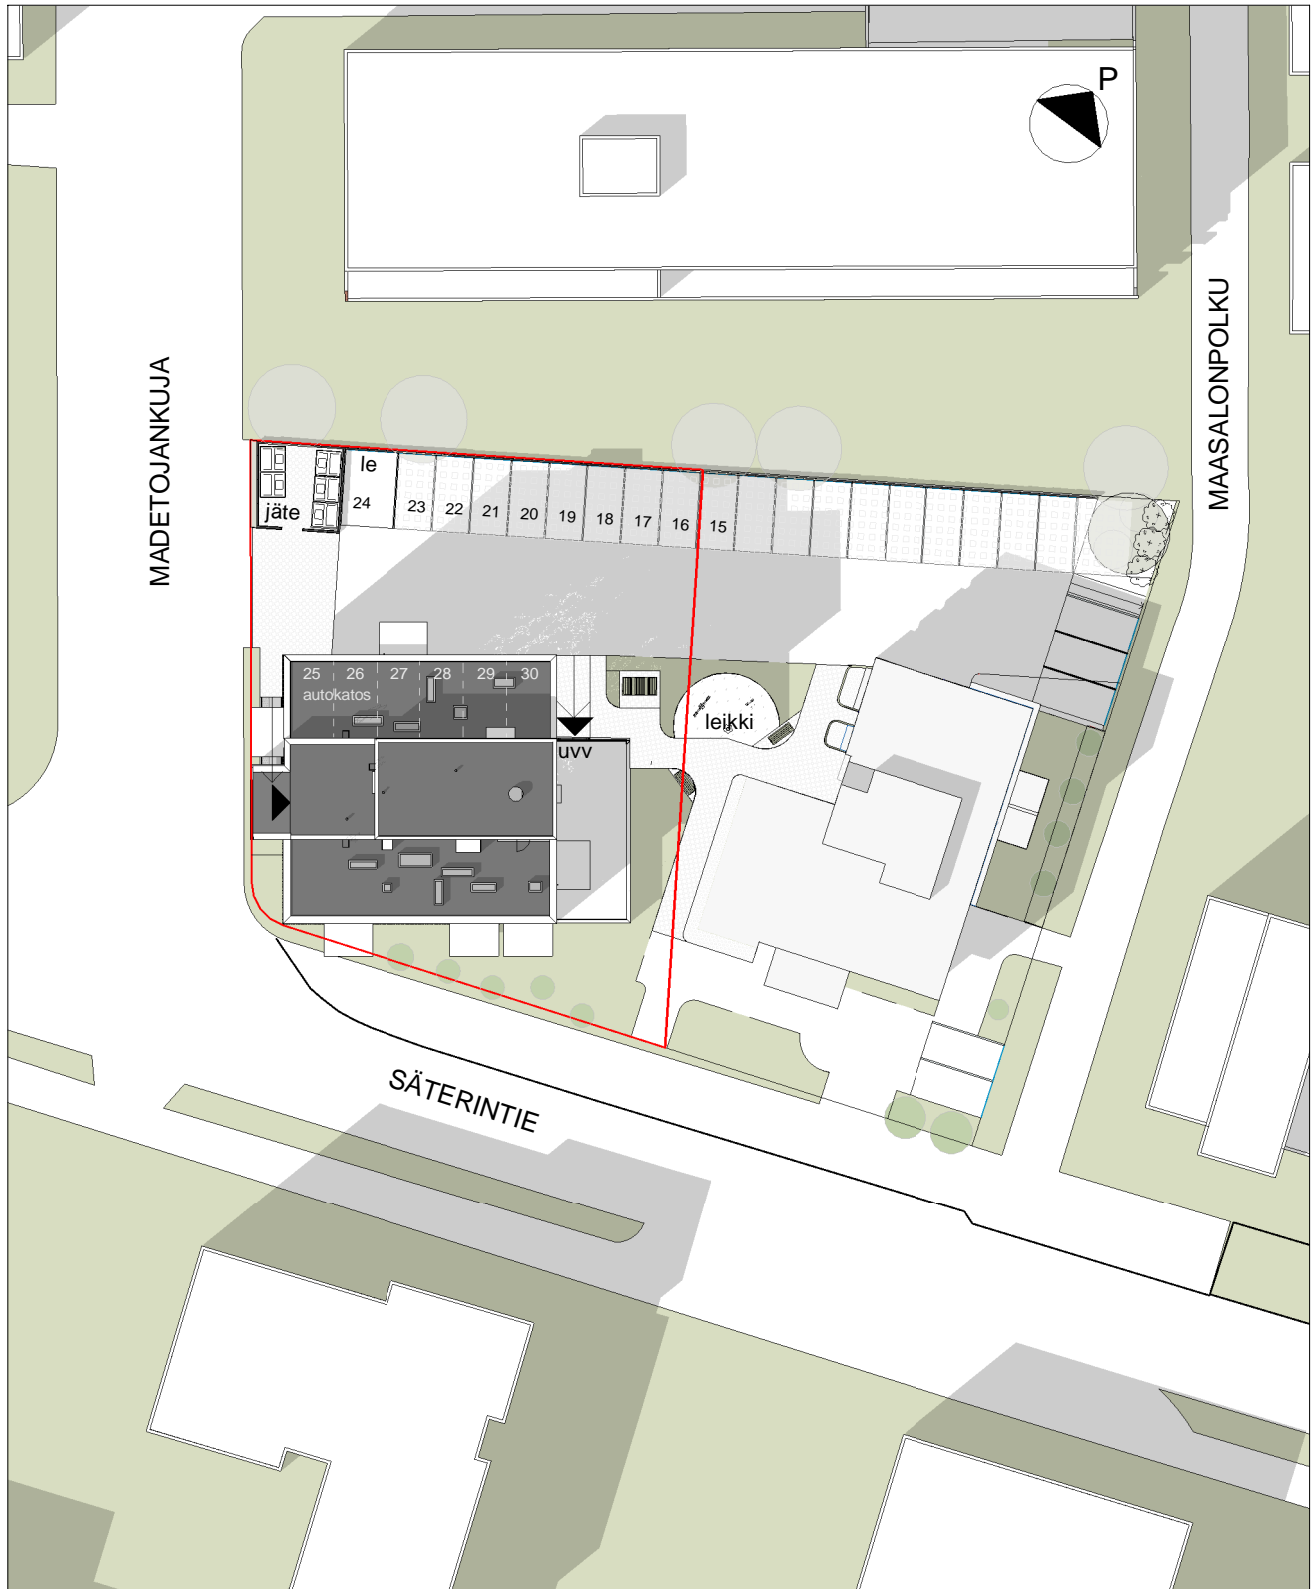 P
MADETOJANKUJA
MAASALONPOLKU
le
jäte
24
23
22
21
20
19
18
17
16
15
25 26 27 28 29 30
autokatos
leikki
uvv
SÄTERINTIE